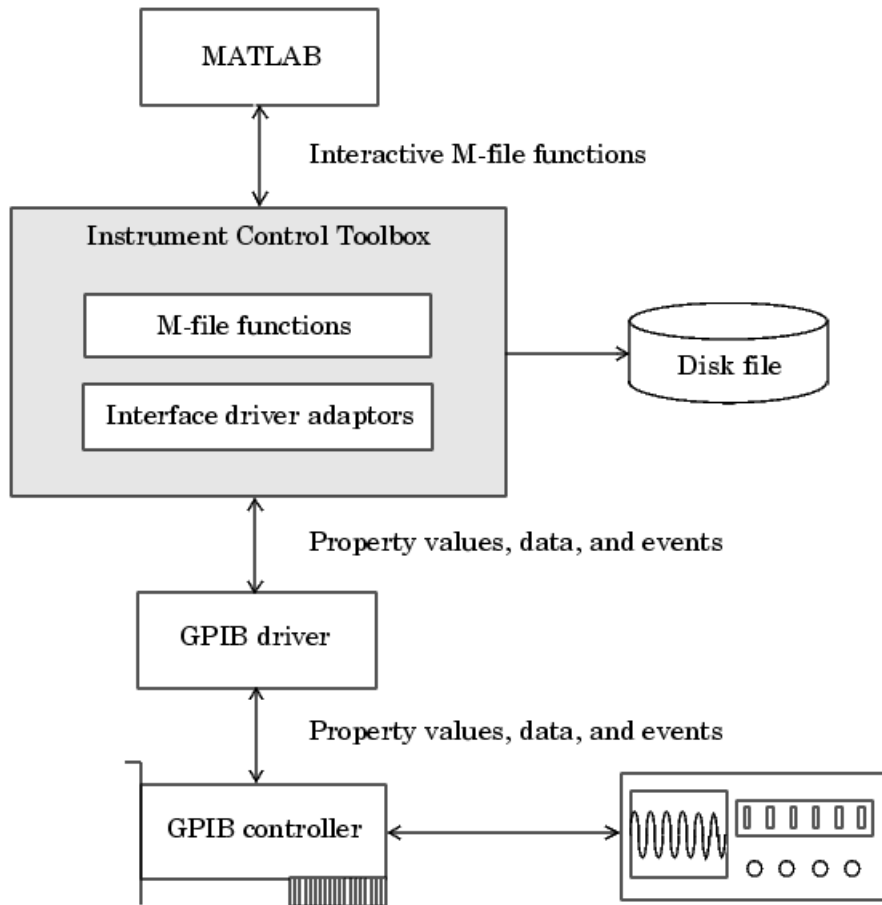 MATLAB
Interactive M-file functions
Instrument Control Toolbox
M-file functions
Interface driver adaptors
Disk file
Property values, data, and events
GPIB driver
Property values, data, and events
GPIB controller